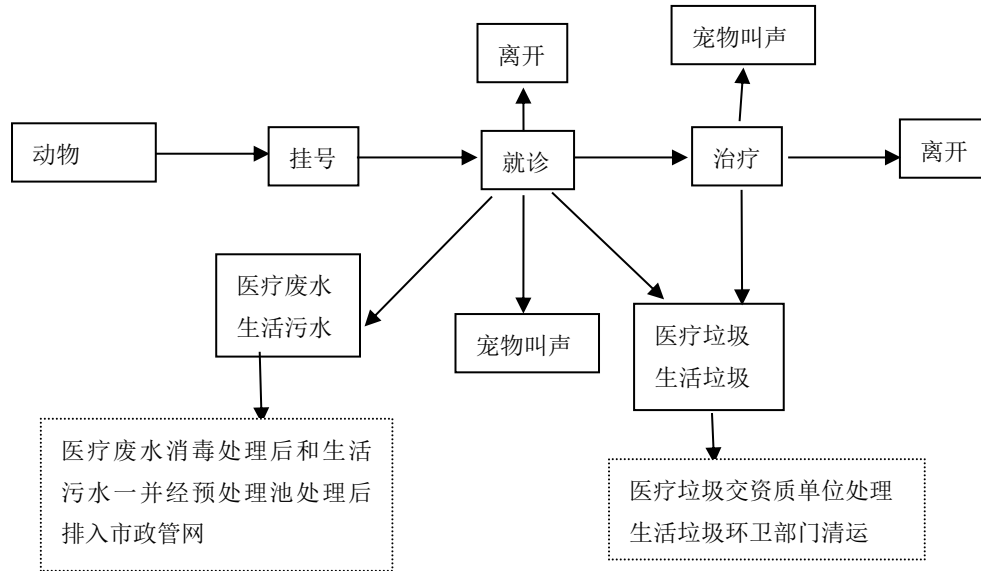 宠物叫声
离开
动物
挂号
就诊
治疗
离开
医疗废水
生活污水
宠物叫声
医疗垃圾
生活垃圾
医疗废水消毒处理后和生活
污水一并经预处理池处理后
排入市政管网
医疗垃圾交资质单位处理
生活垃圾环卫部门清运